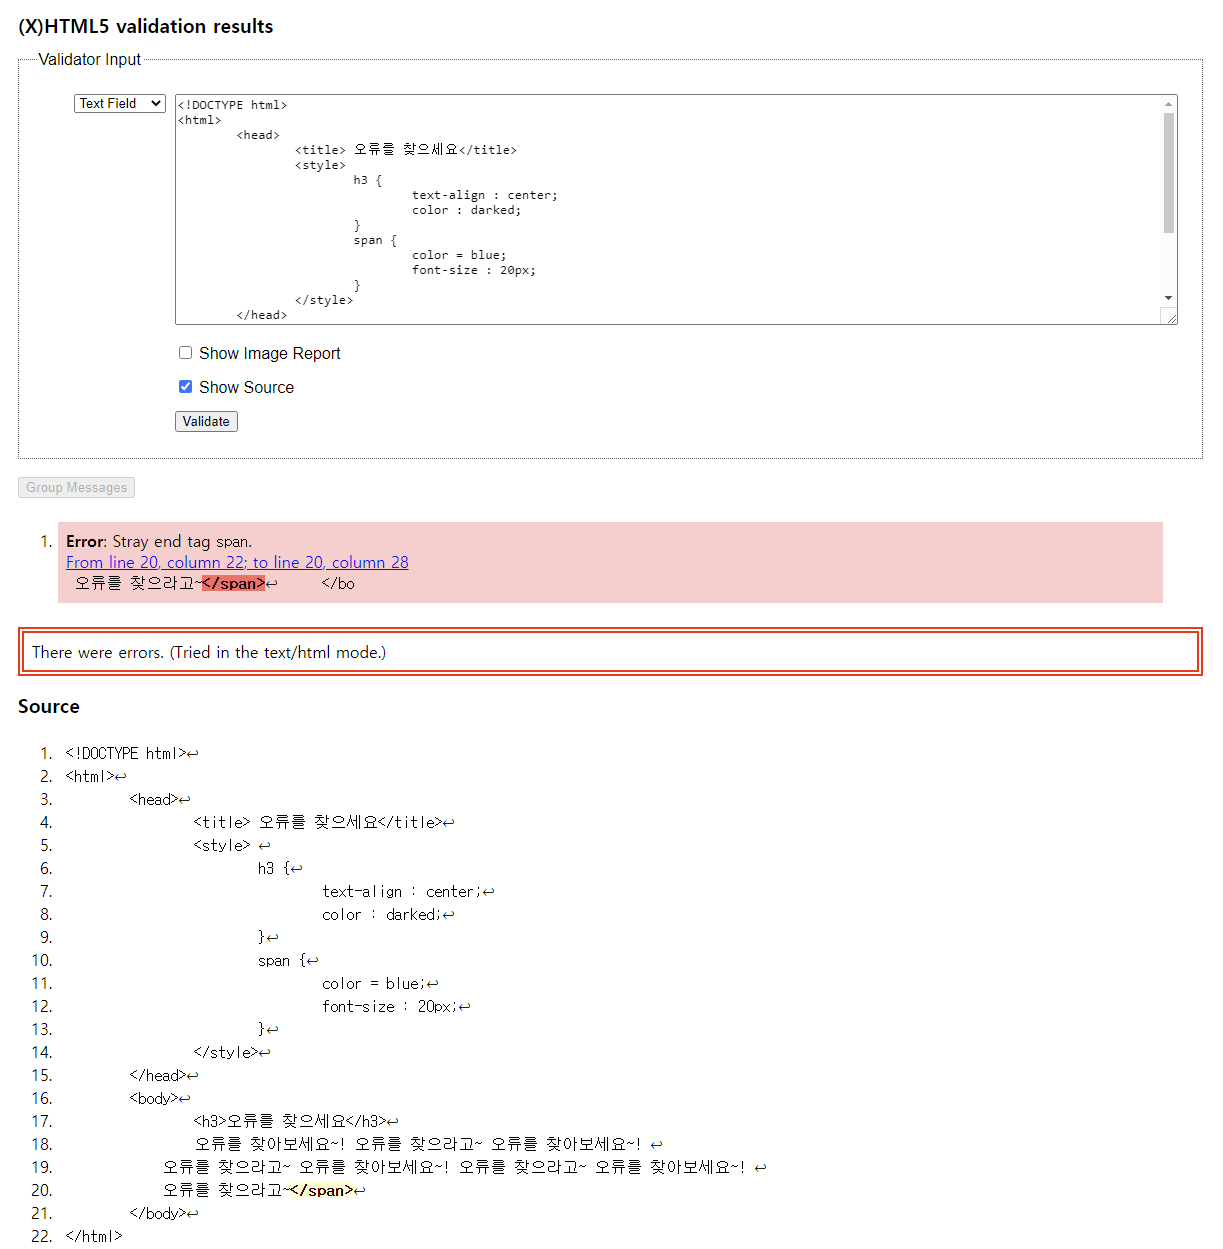 (X)HTML5 validation results
Validator Input
Text Field
<!DOCTYPE html>
<html>
<head>
<title> 오류를 찾으세요</title>
<style>
h3 {
text-align : center;
color : darked;
}
span {
color = blue;
font-size : 20px;
}
</style>
</head>
Show Image Report
Show Source
Validate
Group Messages
1. Error: Stray end tag span.
From line 20, column 22; to line 20, column 28
오류를 찾으라고~</span>↩ </bo
There were errors. (Tried in the text/html mode.)
Source
1. <!DOCTYPE html>↩
2. <html>↩
3. <head>↩
4. <title> 오류를 찾으세요</title>↩
5. <style> ↩
6. h3 {↩
7. text-align : center;↩
8. color : darked;↩
9. }↩
10. span {↩
11. color = blue;↩
12. font-size : 20px;↩
13. }↩
14. </style>↩
15. </head>↩
16. <body>↩
17. <h3>오류를 찾으세요</h3>↩
18. 오류를 찾아보세요~! 오류를 찾으라고~ 오류를 찾아보세요~! ↩
19. 오류를 찾으라고~ 오류를 찾아보세요~! 오류를 찾으라고~ 오류를 찾아보세요~! ↩
20. 오류를 찾으라고~</span>↩
21. </body>↩
22. </html>